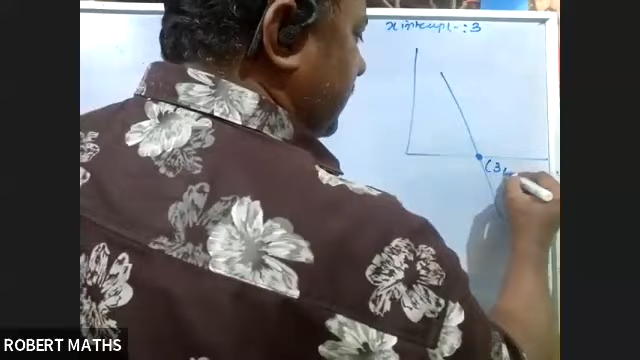 x intercept - : 3
(3,
ROBERT MATHS